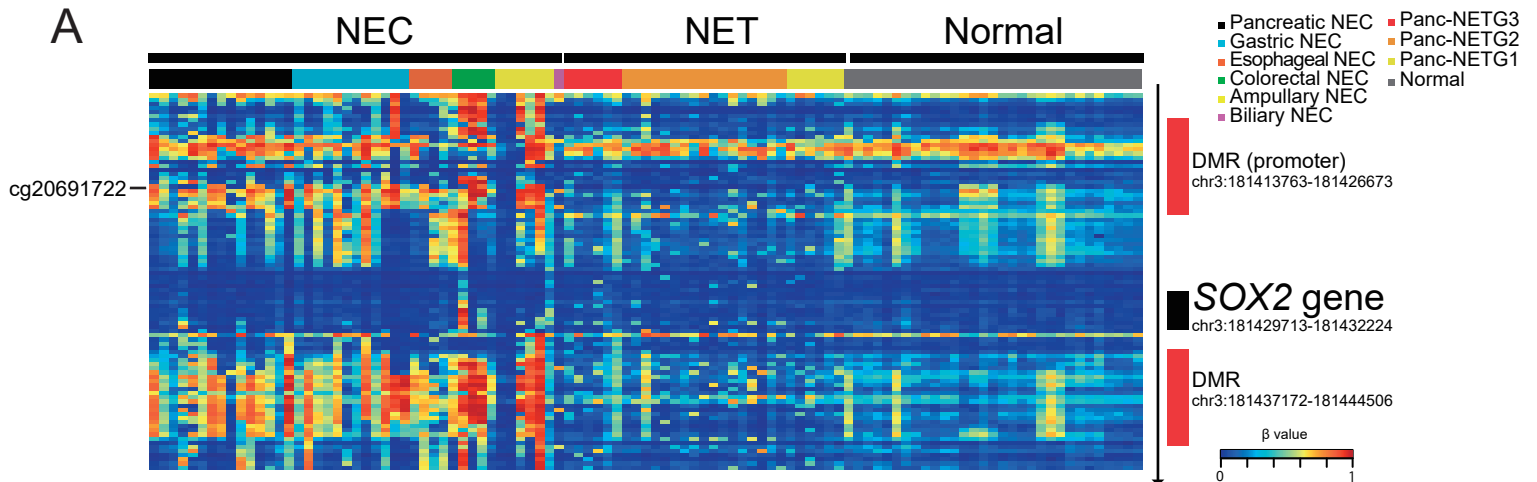 A
NEC
NET
Normal
Pancreatic NEC
Gastric NEC
Esophageal NEC
Colorectal NEC
Ampullary NEC
Biliary NEC
Panc-NETG3
Panc-NETG2
Panc-NETG1
Normal
cg20691722
DMR (promoter)
chr3:181413763-181426673
SOX2 gene
chr3:181429713-181432224
DMR
chr3:181437172-181444506
β value
0
1